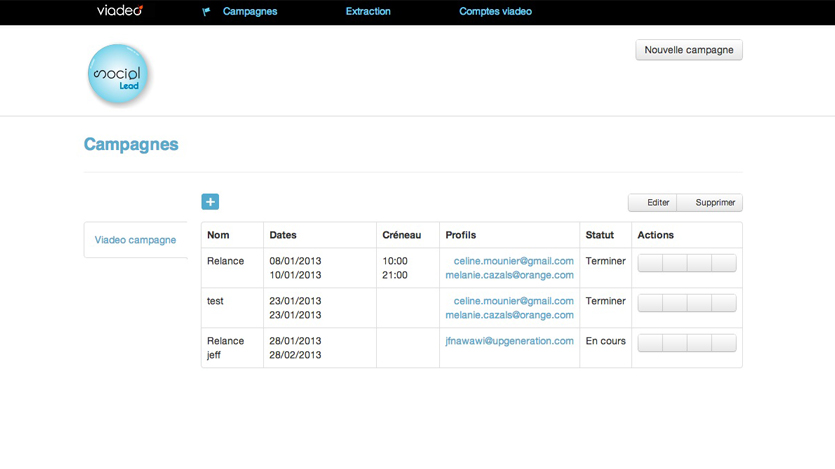 viadeo Campagnes Extraction Comptes viadeo
Social
Lead
Nouvelle campagne
Campagnes
+
Editer Supprimer
Viadeo campagne
Nom Dates Créneau Profils Statut Actions
Relance 08/01/2013 10:00 celine.mounier@gmail.com Terminer
10/01/2013 21:00 melanie.cazals@orange.com
test 23/01/2013 celine.mounier@gmail.com Terminer
23/01/2013 melanie.cazals@orange.com
Relance 28/01/2013 jfnawawi@upgeneration.com En cours
jeff 28/02/2013